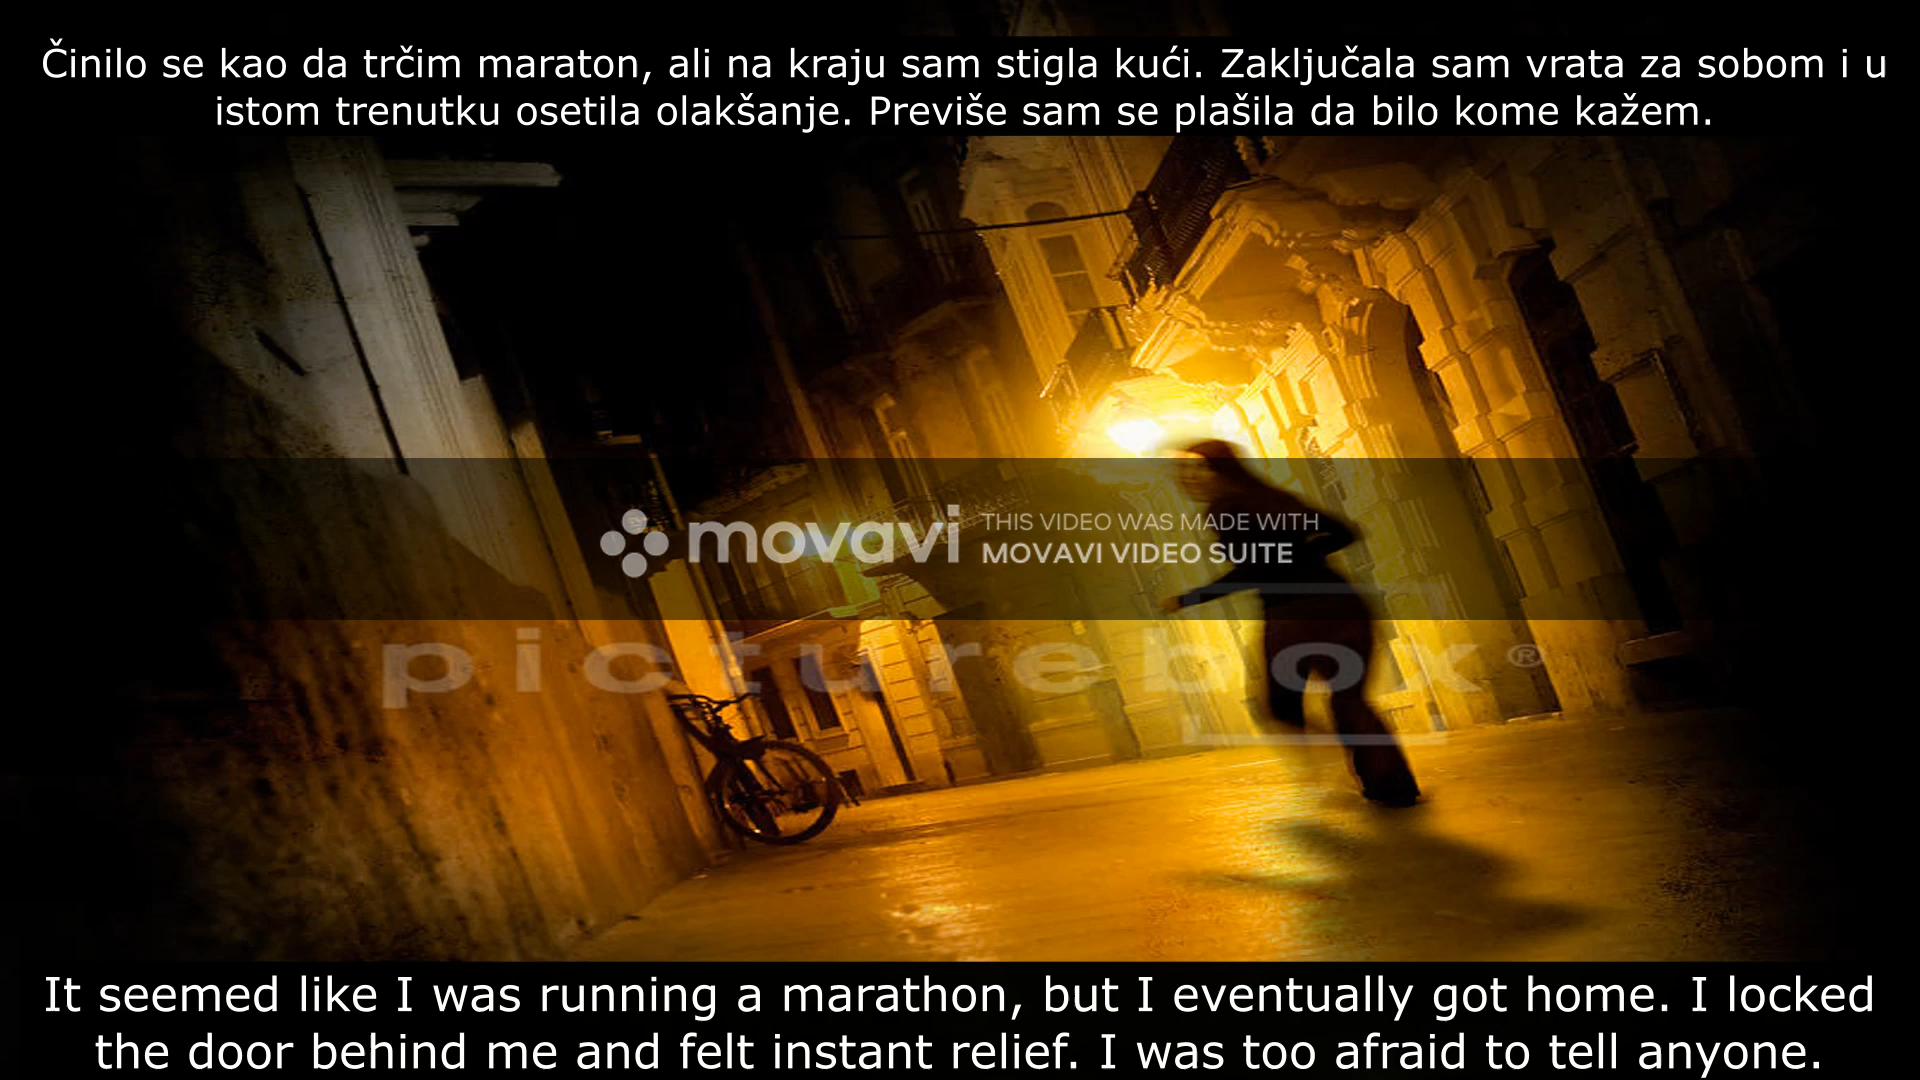 Činilo se kao da trčim maraton, ali na kraju sam stigla kući. Zaključala sam vrata za sobom i u
istom trenutku osetila olakšanje. Previše sam se plašila da bilo kome kažem.
movavi
THIS VIDEO WAS MADE WITH
MOVAVI VIDEO SUITE
picturebox®
It seemed like I was running a marathon, but I eventually got home. I locked
the door behind me and felt instant relief. I was too afraid to tell anyone.